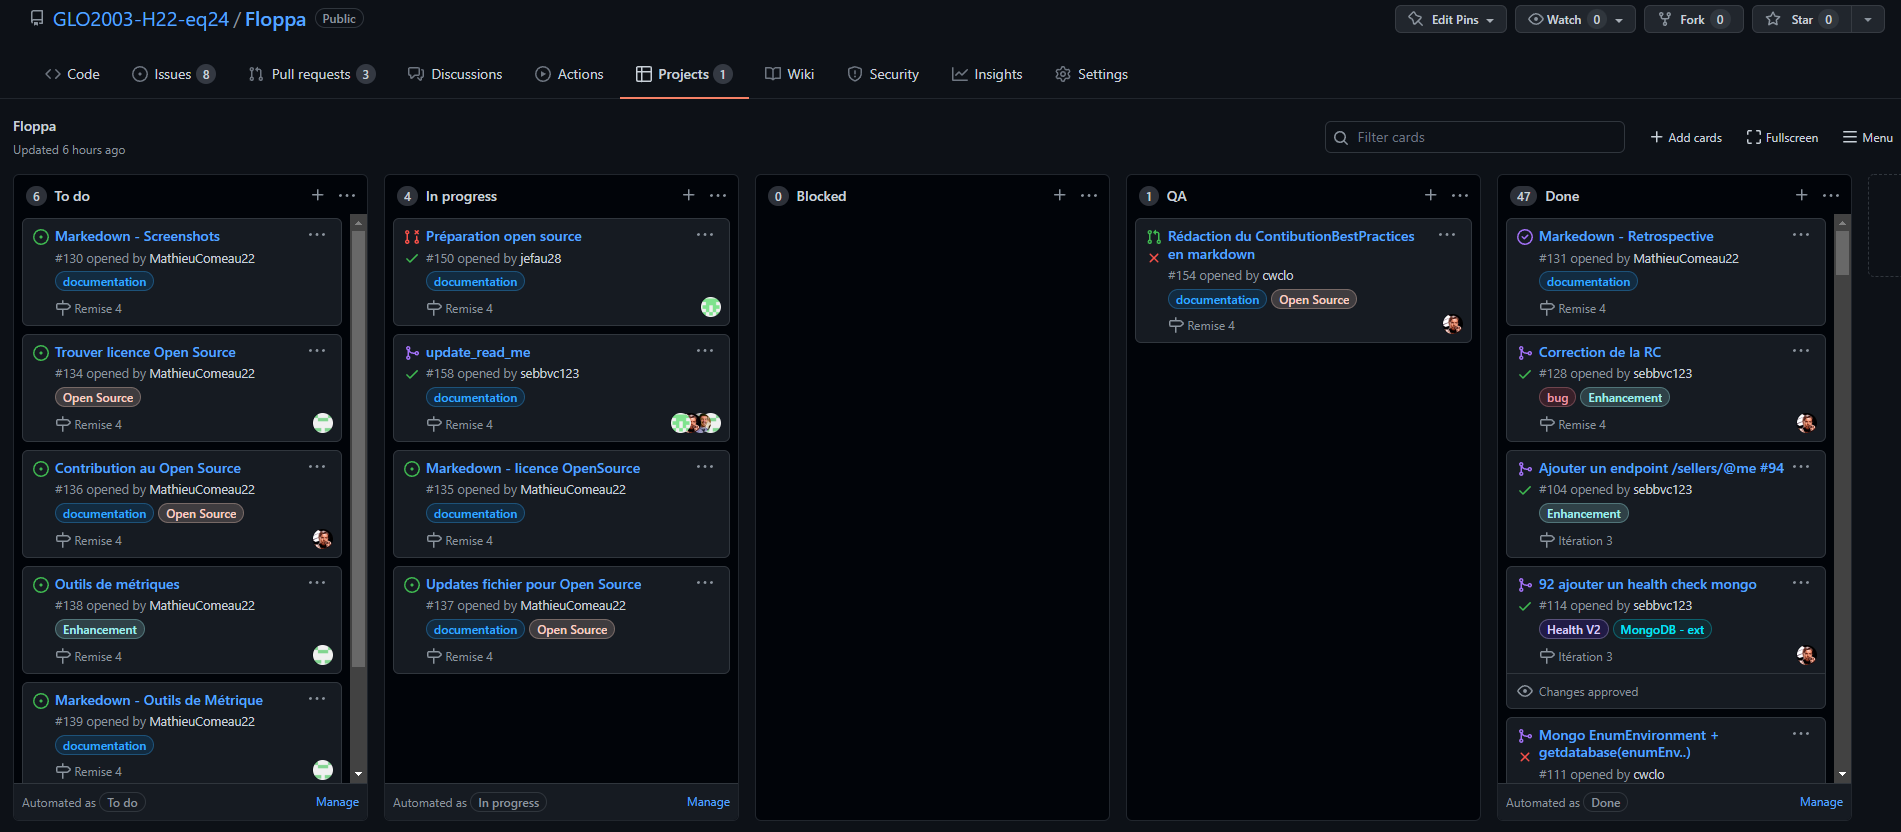 GLO2003-H22-eq24 / Floppa Public
Edit Pins Watch 0 Fork 0 Star 0
Code Issues 8 Pull requests 3 Discussions Actions Projects 1 Wiki Security Insights Settings
Floppa
Updated 6 hours ago
Filter cards
Add cards Fullscreen Menu
6 To do
Markedown - Screenshots
#130 opened by MathieuComeau22
documentation
Remise 4
Trouver licence Open Source
#134 opened by MathieuComeau22
Open Source
Remise 4
Contribution au Open Source
#136 opened by MathieuComeau22
documentation Open Source
Remise 4
Outils de métriques
#138 opened by MathieuComeau22
Enhancement
Remise 4
Markedown - Outils de Métrique
#139 opened by MathieuComeau22
documentation
Remise 4
Automated as To do Manage
4 In progress
Préparation open source
#150 opened by jefau28
documentation
Remise 4
update_read_me
#158 opened by sebbvc123
documentation
Remise 4
Markedown - licence OpenSource
#135 opened by MathieuComeau22
documentation
Remise 4
Updates fichier pour Open Source
#137 opened by MathieuComeau22
documentation Open Source
Remise 4
Automated as In progress Manage
0 Blocked
1 QA
Rédaction du ContibutionBestPractices
en markdown
#154 opened by cwclo
documentation Open Source
Remise 4
47 Done
Markedown - Retrospective
#131 opened by MathieuComeau22
documentation
Remise 4
Correction de la RC
#128 opened by sebbvc123
bug Enhancement
Remise 4
Ajouter un endpoint /sellers/@me #94
#104 opened by sebbvc123
Enhancement
Itération 3
92 ajouter un health check mongo
#114 opened by sebbvc123
Health V2 MongoDB - ext
Itération 3
Changes approved
Mongo EnumEnvironment +
getdatabase(enumEnv..)
#111 opened by cwclo
Automated as Done Manage